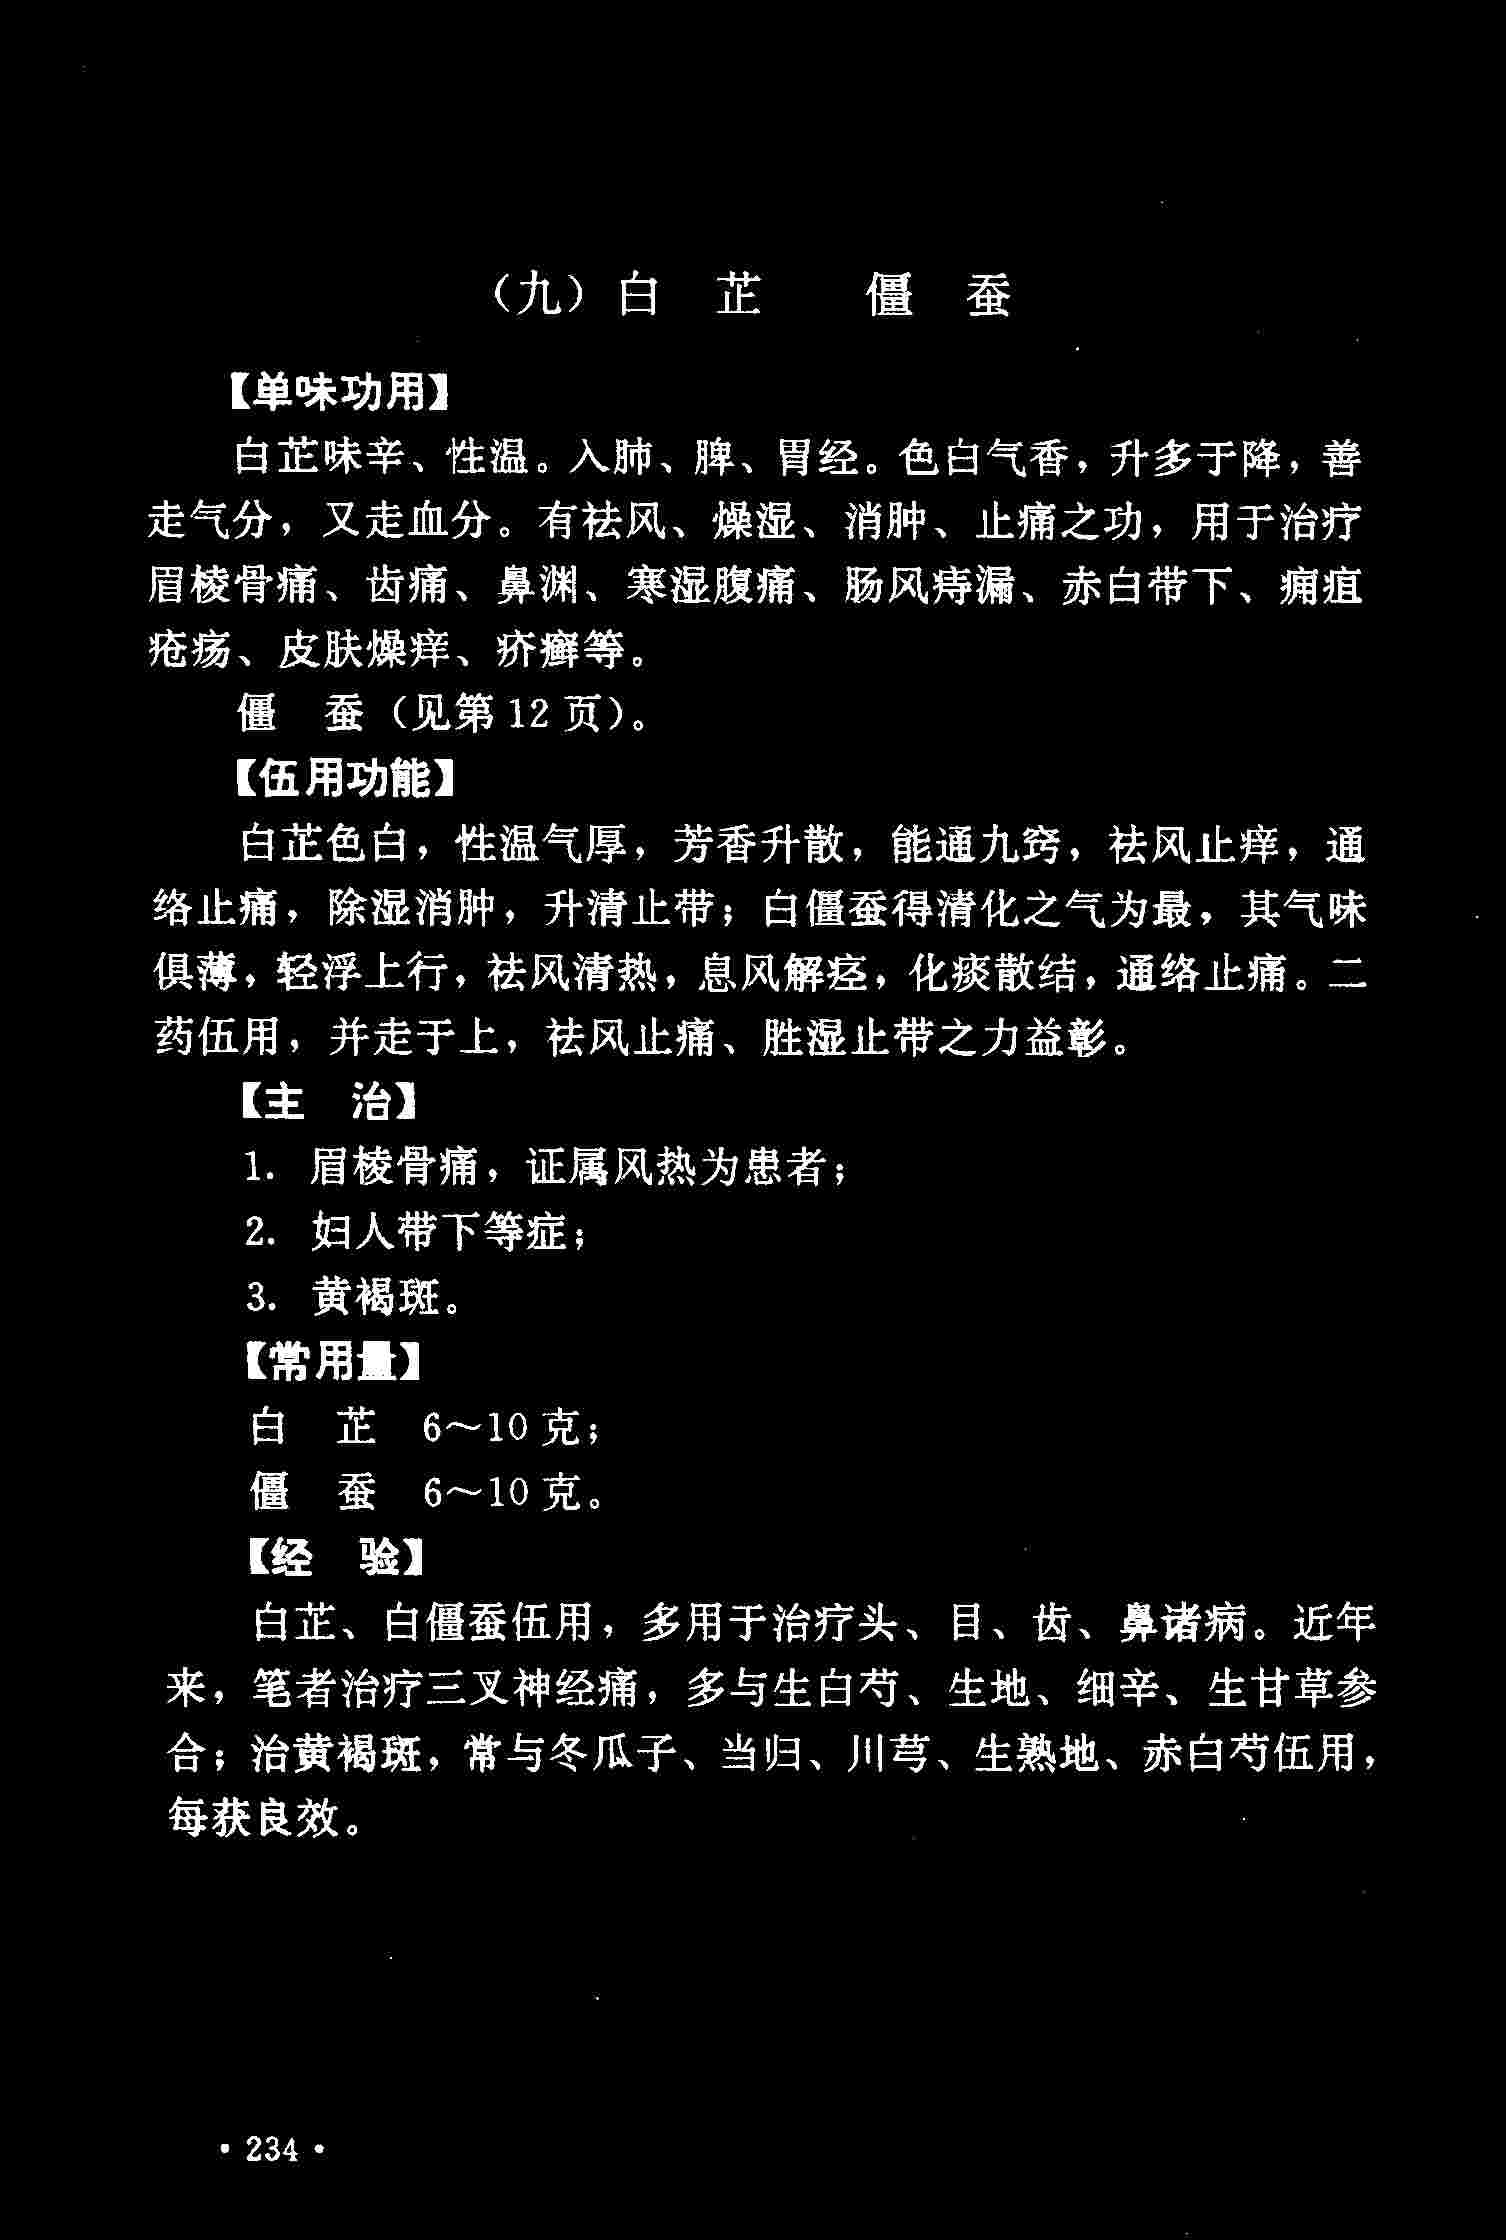 （九）白　芷　　僵　蚕
【单味功用】
白芷味辛、性温。入肺、脾、胃经。色白气香，升多于降，善
走气分，又走血分。有祛风、燥湿、消肿、止痛之功，用于治疗
眉棱骨痛、齿痛、鼻渊、寒湿腹痛、肠风痔漏、赤白带下、痈疽
疮疡、皮肤燥痒、疥癣等。
僵　蚕（见第12页）。
【伍用功能】
白芷色白，性温气厚，芳香升散，能通九窍，祛风止痒，通
络止痛，除湿消肿，升清止带；白僵蚕得清化之气为最，其气味
俱薄，轻浮上行，祛风清热，息风解痉，化痰散结，通络止痛。二
药伍用，并走于上，祛风止痛、胜湿止带之力益彰。
【主　治】
1. 眉棱骨痛，证属风热为患者；
2. 妇人带下等症；
3. 黄褐斑。
【常用量】
白　芷　6～10克；
僵　蚕　6～10克。
【经　验】
白芷、白僵蚕伍用，多用于治疗头、目、齿、鼻诸病。近年
来，笔者治疗三叉神经痛，多与生白芍、生地、细辛、生甘草参
合；治黄褐斑，常与冬瓜子、当归、川芎、生熟地、赤白芍伍用，
每获良效。
· 234 ·